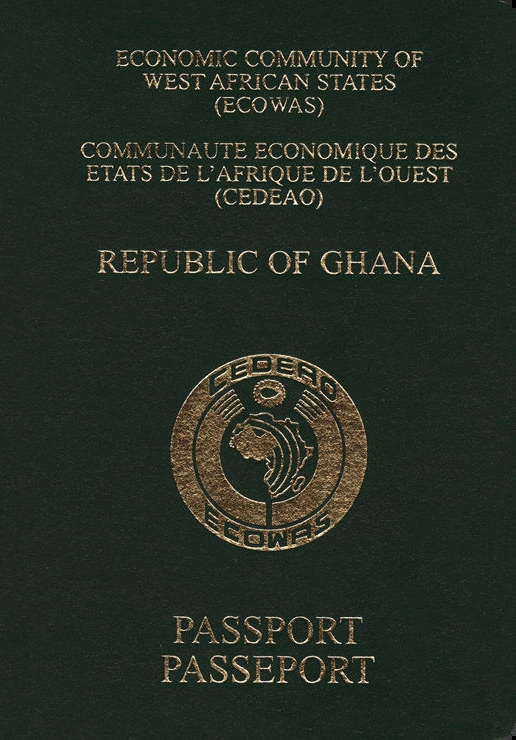 ECONOMIC COMMUNITY OF
WEST AFRICAN STATES
(ECOWAS)
COMMUNAUTE ECONOMIQUE DES
ETATS DE L'AFRIQUE DE L'OUEST
(CEDEAO)
REPUBLIC OF GHANA
CEDEAO
ECOWAS
PASSPORT
PASSEPORT